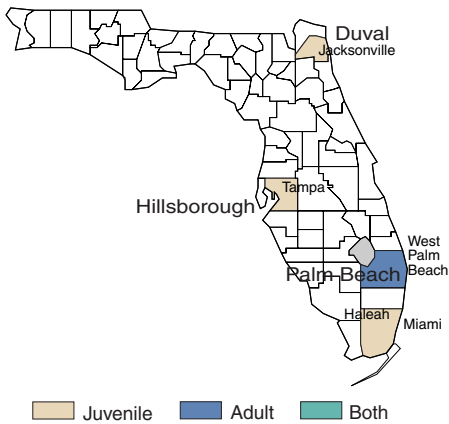 Duval
Jacksonville
Tampa
Hillsborough
West
Palm
Beach
Palm Beach
Haleah
Miami
Juvenile
Adult
Both